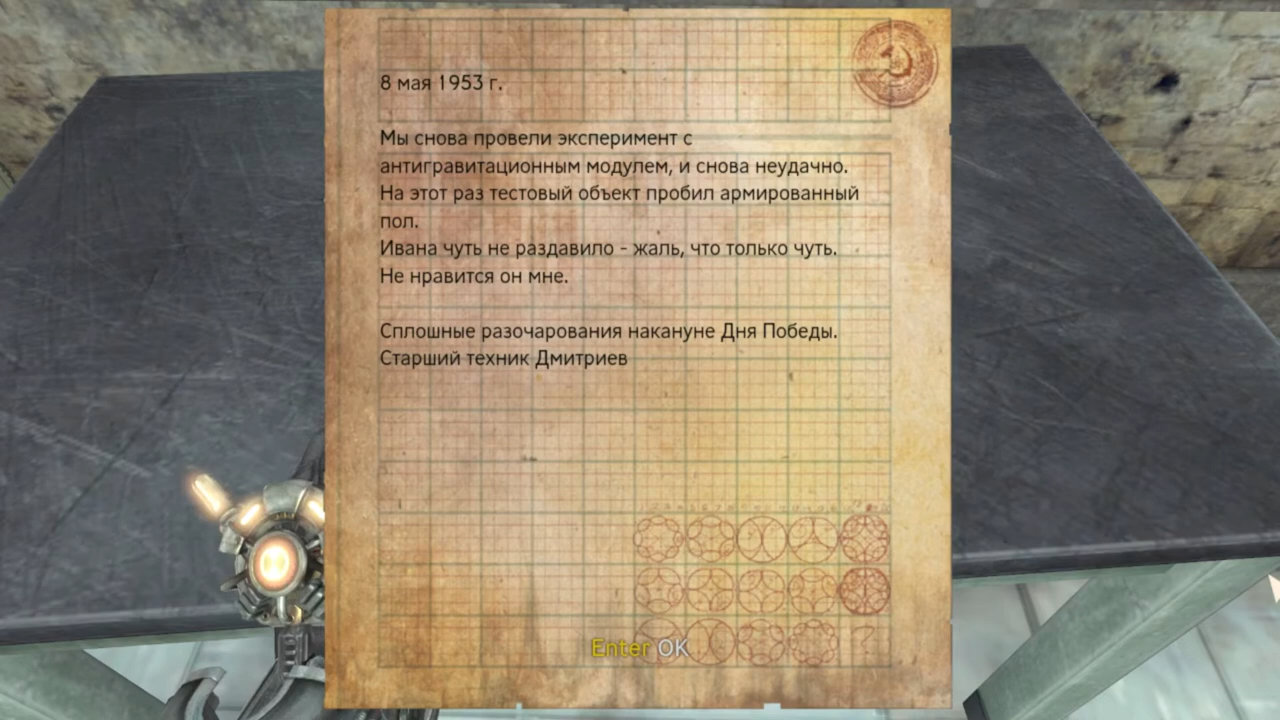 8 мая 1953 г.
Мы снова провели эксперимент с
антигравитационным модулем, и снова неудачно.
На этот раз тестовый объект пробил армированный
пол.
Ивана чуть не раздавило - жаль, что только чуть.
Не нравится он мне.
Сплошные разочарования накануне Дня Победы.
Старший техник Дмитриев
Enter OK